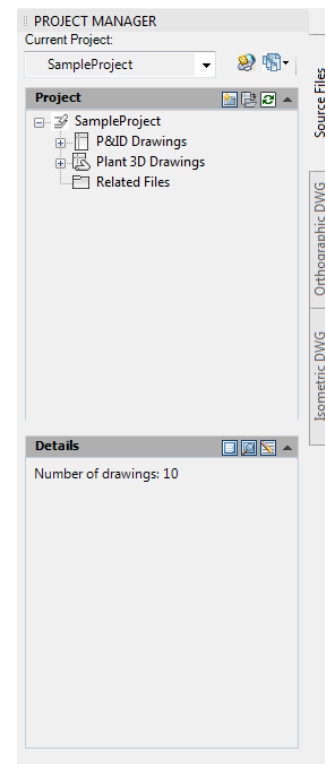 PROJECT MANAGER
Current Project:
SampleProject
Project
SampleProject
P&ID Drawings
Plant 3D Drawings
Related Files
Details
Number of drawings: 10
Source Files
Orthographic DWG
Isometric DWG